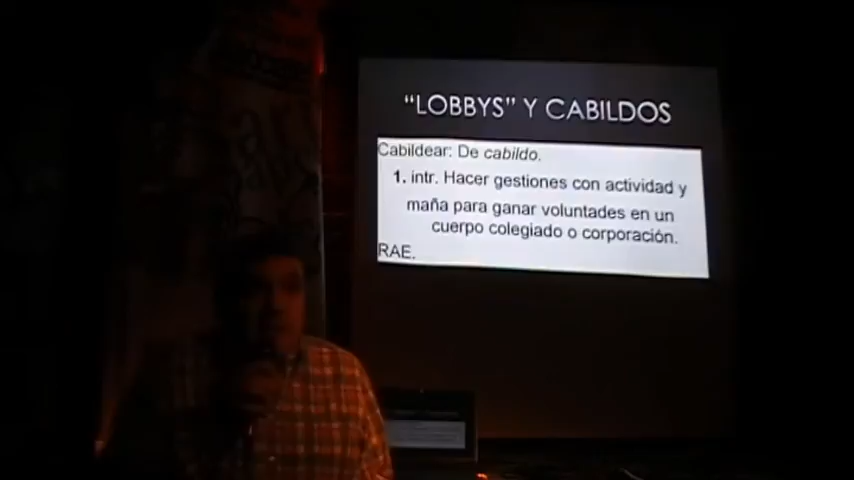 “LOBBYS” Y CABILDOS
Cabildear: De cabildo.
1. intr. Hacer gestiones con actividad y
maña para ganar voluntades en un
cuerpo colegiado o corporación.
RAE.